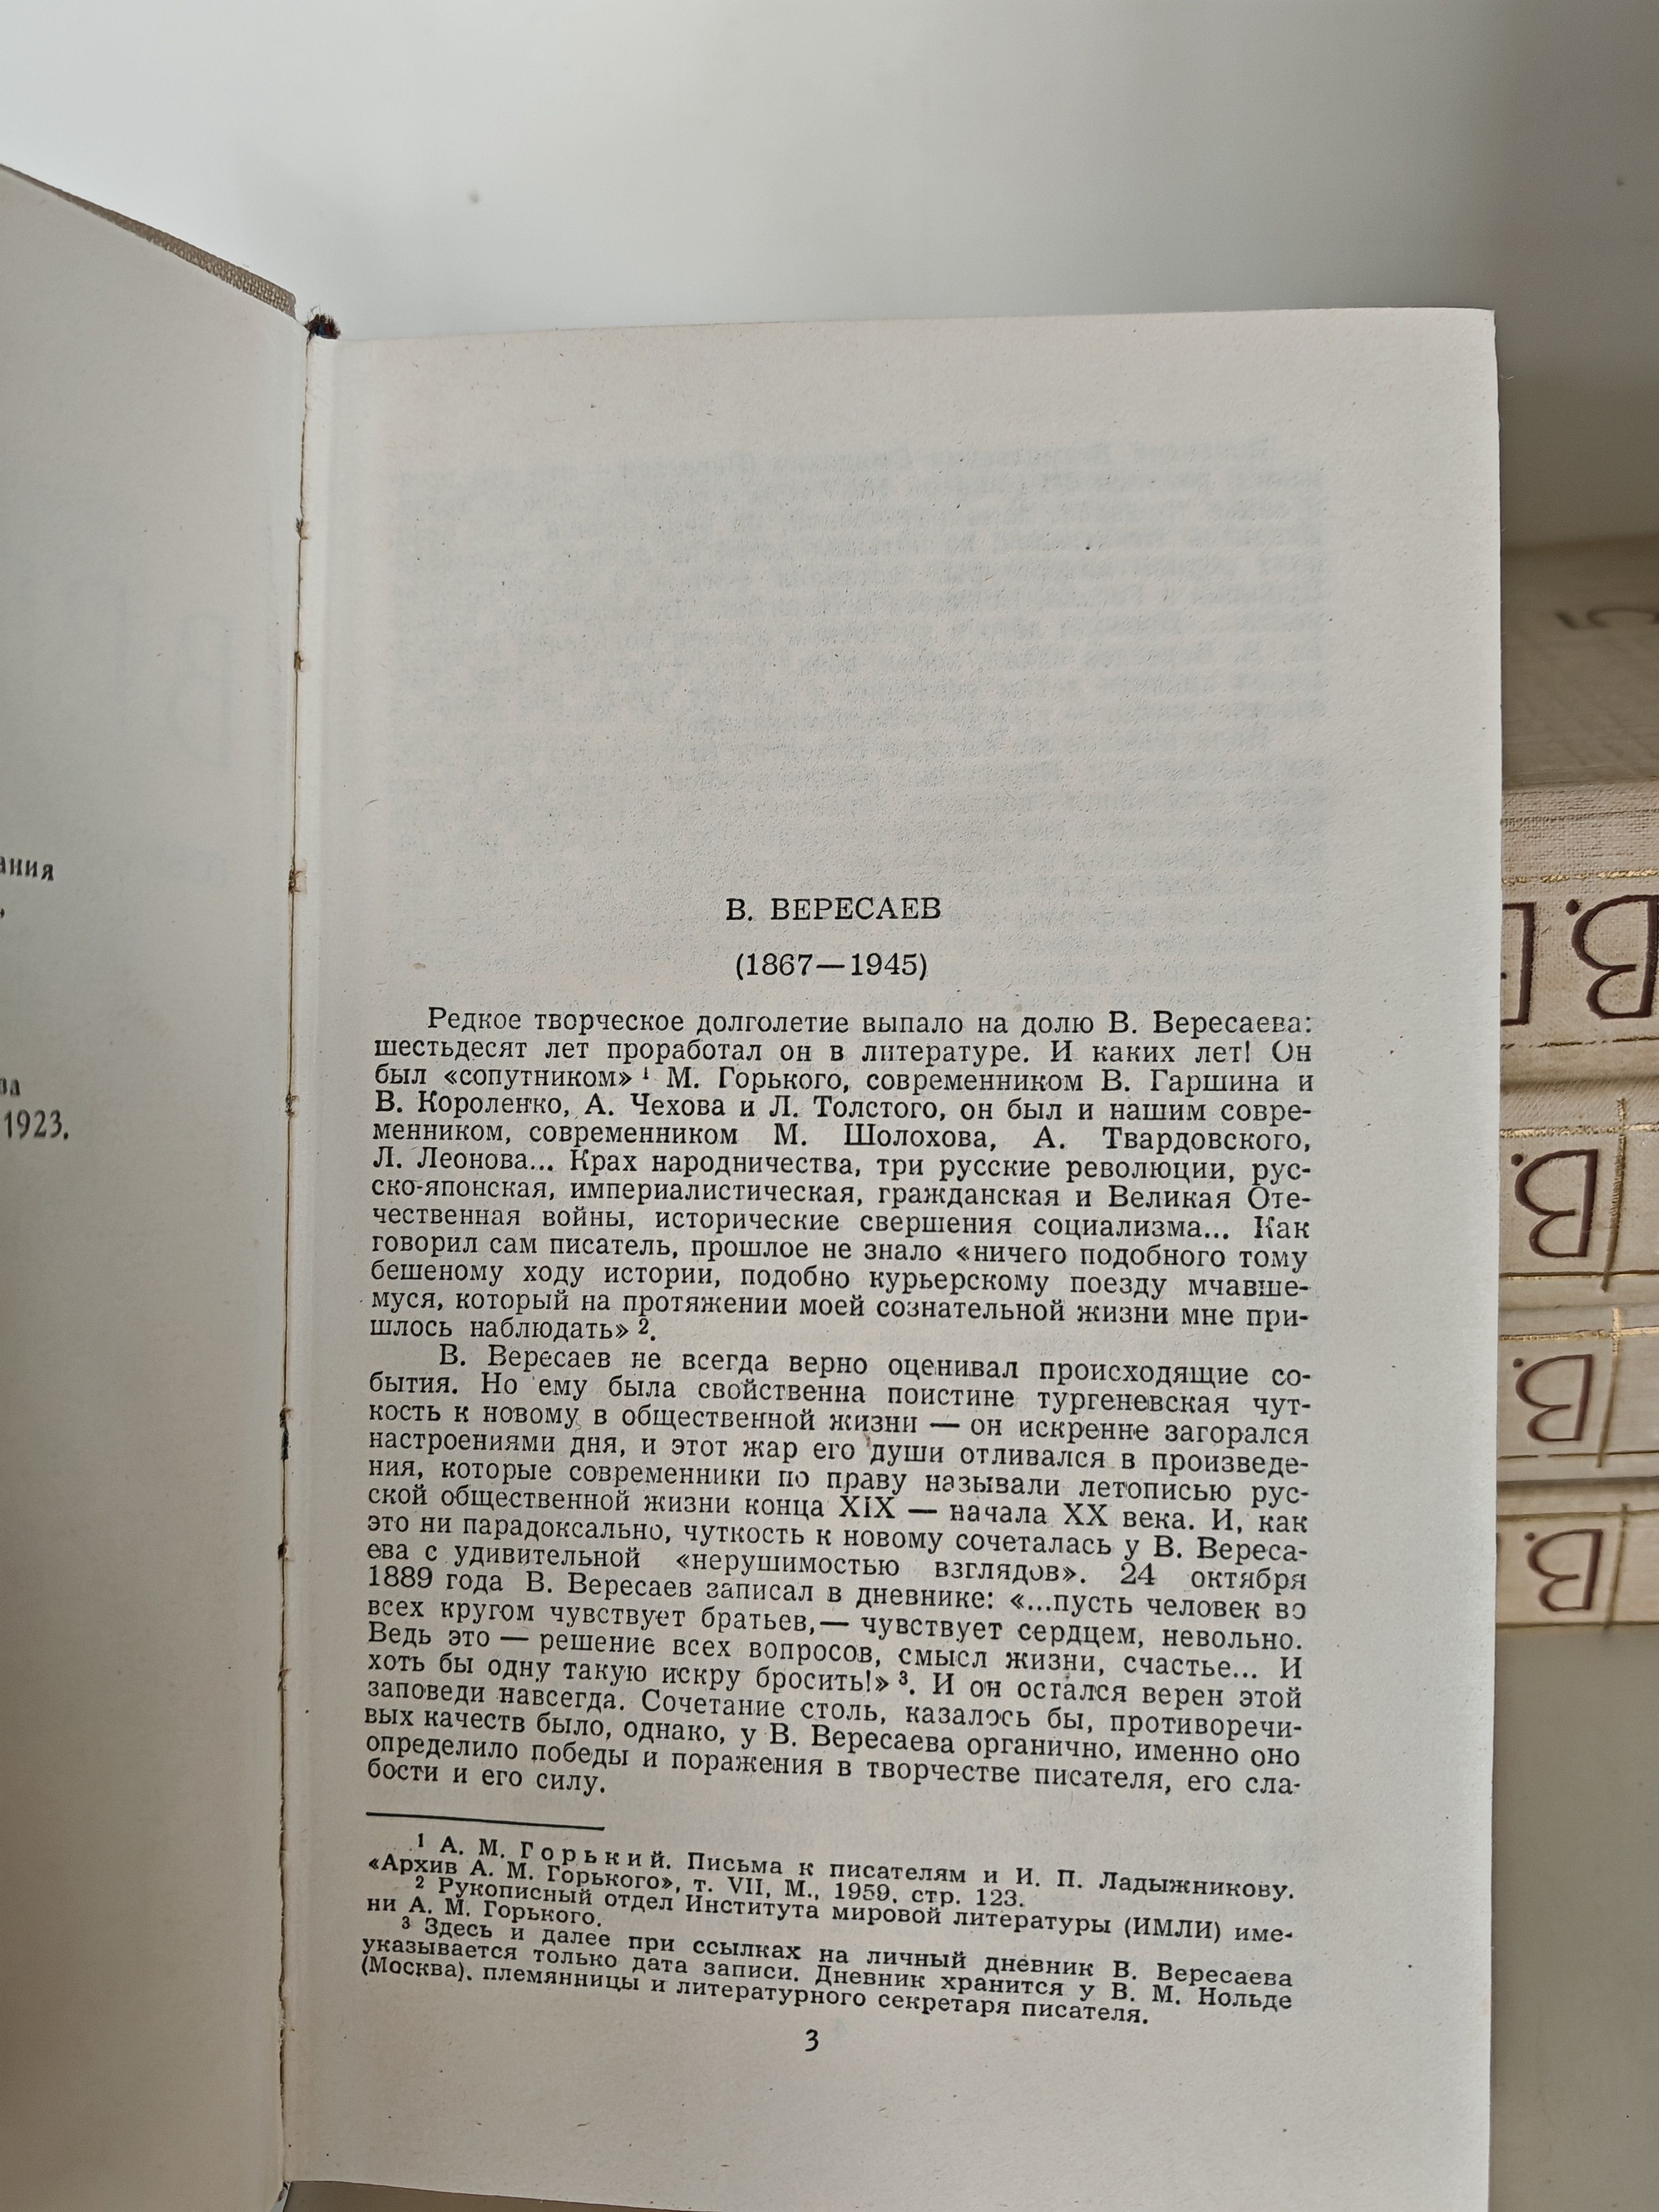 ания
1923.
В. ВЕРЕСАЕВ
(1867—1945)
Редкое творческое долголетие выпало на долю В. Вересаева:
шестьдесят лет проработал он в литературе. И каких лет! Он
был «сопутником» ¹ М. Горького, современником В. Гаршина и
В. Короленко, А. Чехова и Л. Толстого, он был и нашим совре-
менником, современником М. Шолохова, А. Твардовского,
Л. Леонова... Крах народничества, три русские революции, рус-
ско-японская, империалистическая, гражданская и Великая Оте-
чественная войны, исторические свершения социализма... Как
говорил сам писатель, прошлое не знало «ничего подобного тому
бешеному ходу истории, подобно курьерскому поезду мчавше-
муся, который на протяжении моей сознательной жизни мне при-
шлось наблюдать» ².
В. Вересаев не всегда верно оценивал происходящие со-
бытия. Но ему была свойственна поистине тургеневская чут-
кость к новому в общественной жизни — он искренне загорался
настроениями дня, и этот жар его души отливался в произведе-
ния, которые современники по праву называли летописью рус-
ской общественной жизни конца XIX — начала XX века. И, как
это ни парадоксально, чуткость к новому сочеталась у В. Вереса-
ева с удивительной «нерушимостью взглядов». 24 октября
1889 года В. Вересаев записал в дневнике: «...пусть человек во
всех кругом чувствует братьев,— чувствует сердцем, невольно.
Ведь это — решение всех вопросов, смысл жизни, счастье... И
хоть бы одну такую искру бросить!» ³. И он остался верен этой
заповеди навсегда. Сочетание столь, казалось бы, противоречи-
вых качеств было, однако, у В. Вересаева органично, именно оно
определило победы и поражения в творчестве писателя, его сла-
бости и его силу.
¹ А. М. Горький. Письма к писателям и И. П. Ладыжникову.
«Архив А. М. Горького», т. VII, М., 1959, стр. 123.
² Рукописный отдел Института мировой литературы (ИМЛИ) име-
ни А. М. Горького.
³ Здесь и далее при ссылках на личный дневник В. Вересаева
указывается только дата записи. Дневник хранится у В. М. Нольде
(Москва), племянницы и литературного секретаря писателя.
3
5
В.
В.
В.
В.